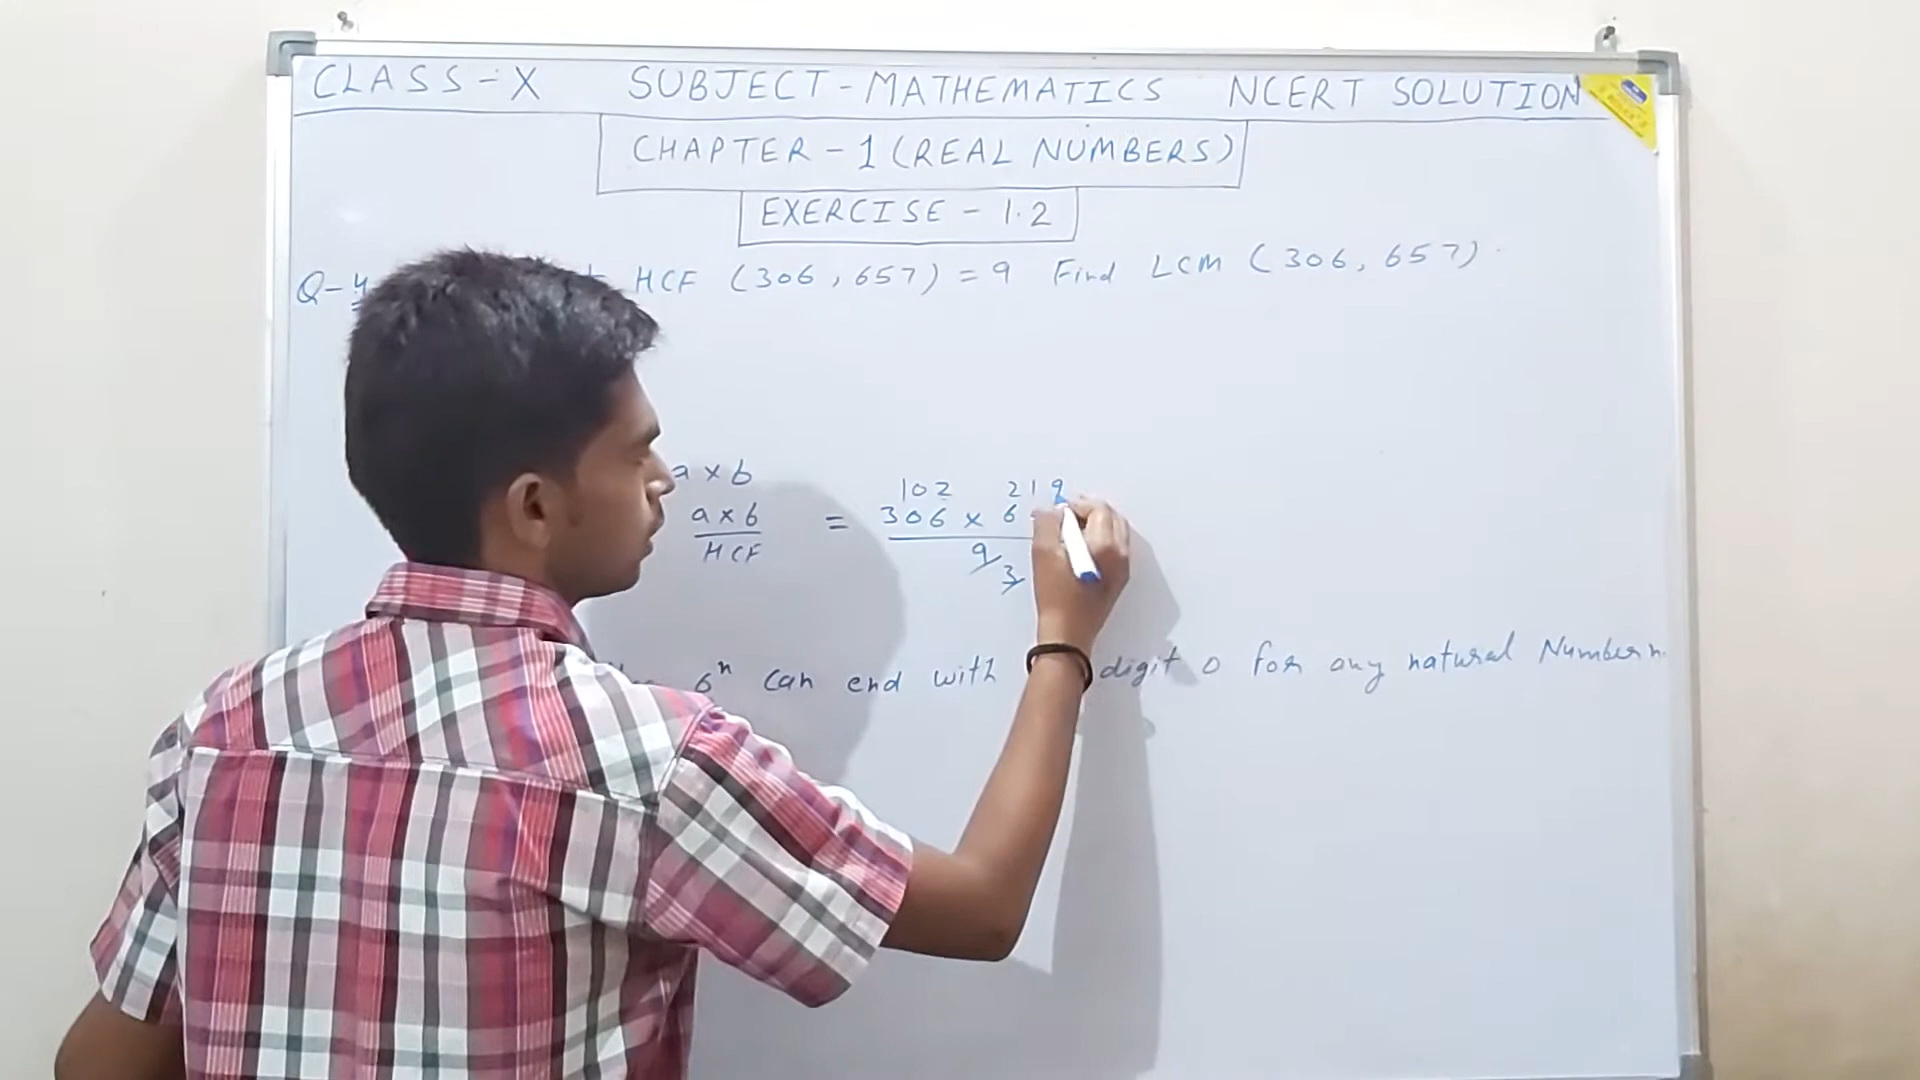 CLASS-X SUBJECT-MATHEMATICS NCERT SOLUTION
CHAPTER-1(REAL NUMBERS)
EXERCISE-1.2
Q-4 HCF (306,657)=9 Find LCM (306,657).
a×b
102 219
a×b = 306 × 6
HCF 9
3
6ⁿ can end with digit 0 for any natural Number n.